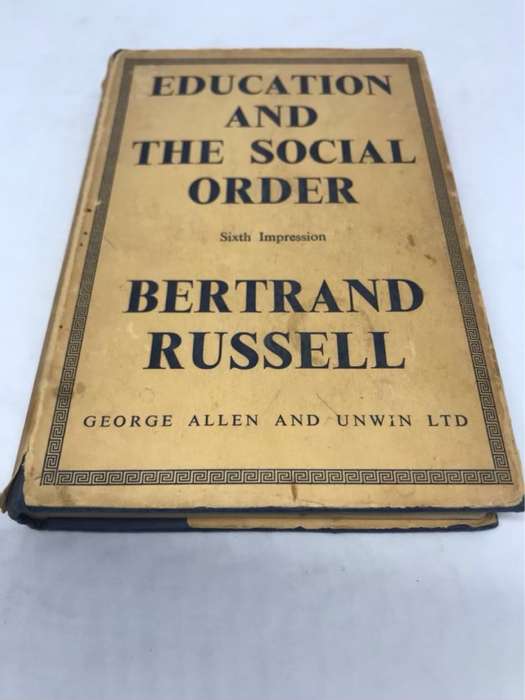 EDUCATION
AND
THE SOCIAL
ORDER
Sixth Impression
BERTRAND
RUSSELL
GEORGE ALLEN AND UNWIN LTD